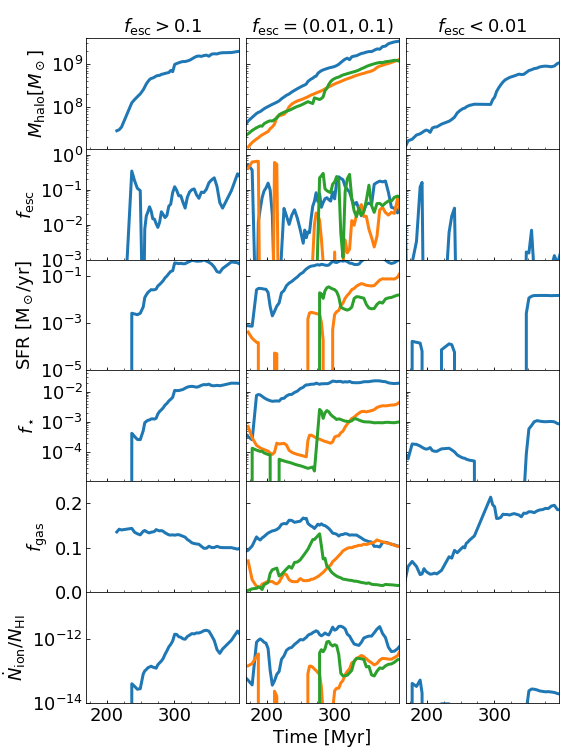 f_esc > 0.1 f_esc = (0.01, 0.1) f_esc < 0.01
M_halo[M_⊙]
10^9
10^8
10^0
f_esc
10^0
10^−1
10^−2
10^−3
SFR [M_⊙/yr]
10^−1
10^−3
10^−5
f_⋆
10^−2
10^−3
10^−4
f_gas
0.2
0.1
0.0
Ṅ_ion/N_HI
10^−12
10^−14
200 300 200 300 200 300
Time [Myr]